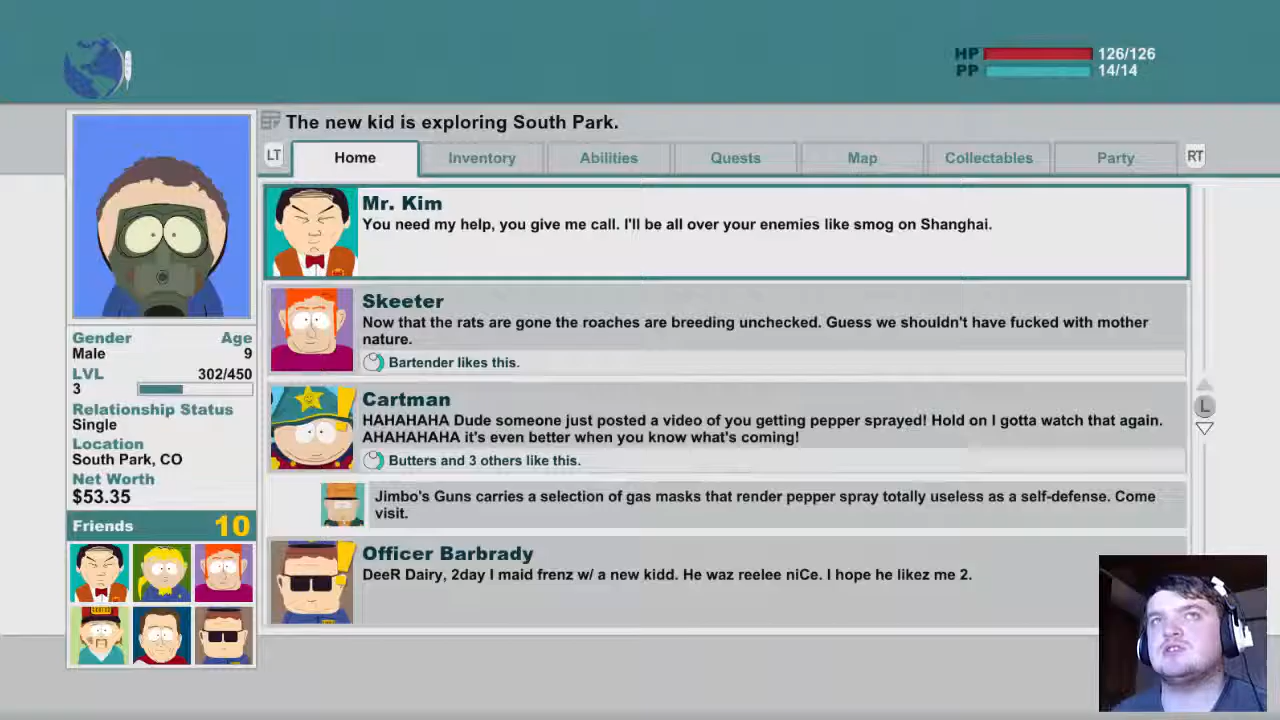 HP 126/126
PP 14/14
The new kid is exploring South Park.
LT Home Inventory Abilities Quests Map Collectables Party RT
Gender Age
Male 9
LVL 302/450
3
Relationship Status
Single
Location
South Park, CO
Net Worth
$53.35
Friends 10
Mr. Kim
You need my help, you give me call. I'll be all over your enemies like smog on Shanghai.
Skeeter
Now that the rats are gone the roaches are breeding unchecked. Guess we shouldn't have fucked with mother
nature.
Bartender likes this.
Cartman
HAHAHAHA Dude someone just posted a video of you getting pepper sprayed! Hold on I gotta watch that again.
AHAHAHAHA it's even better when you know what's coming!
Butters and 3 others like this.
Jimbo's Guns carries a selection of gas masks that render pepper spray totally useless as a self-defense. Come
visit.
Officer Barbrady
DeeR Dairy, 2day I maid frenz w/ a new kidd. He waz reelee niCe. I hope he likez me 2.
L